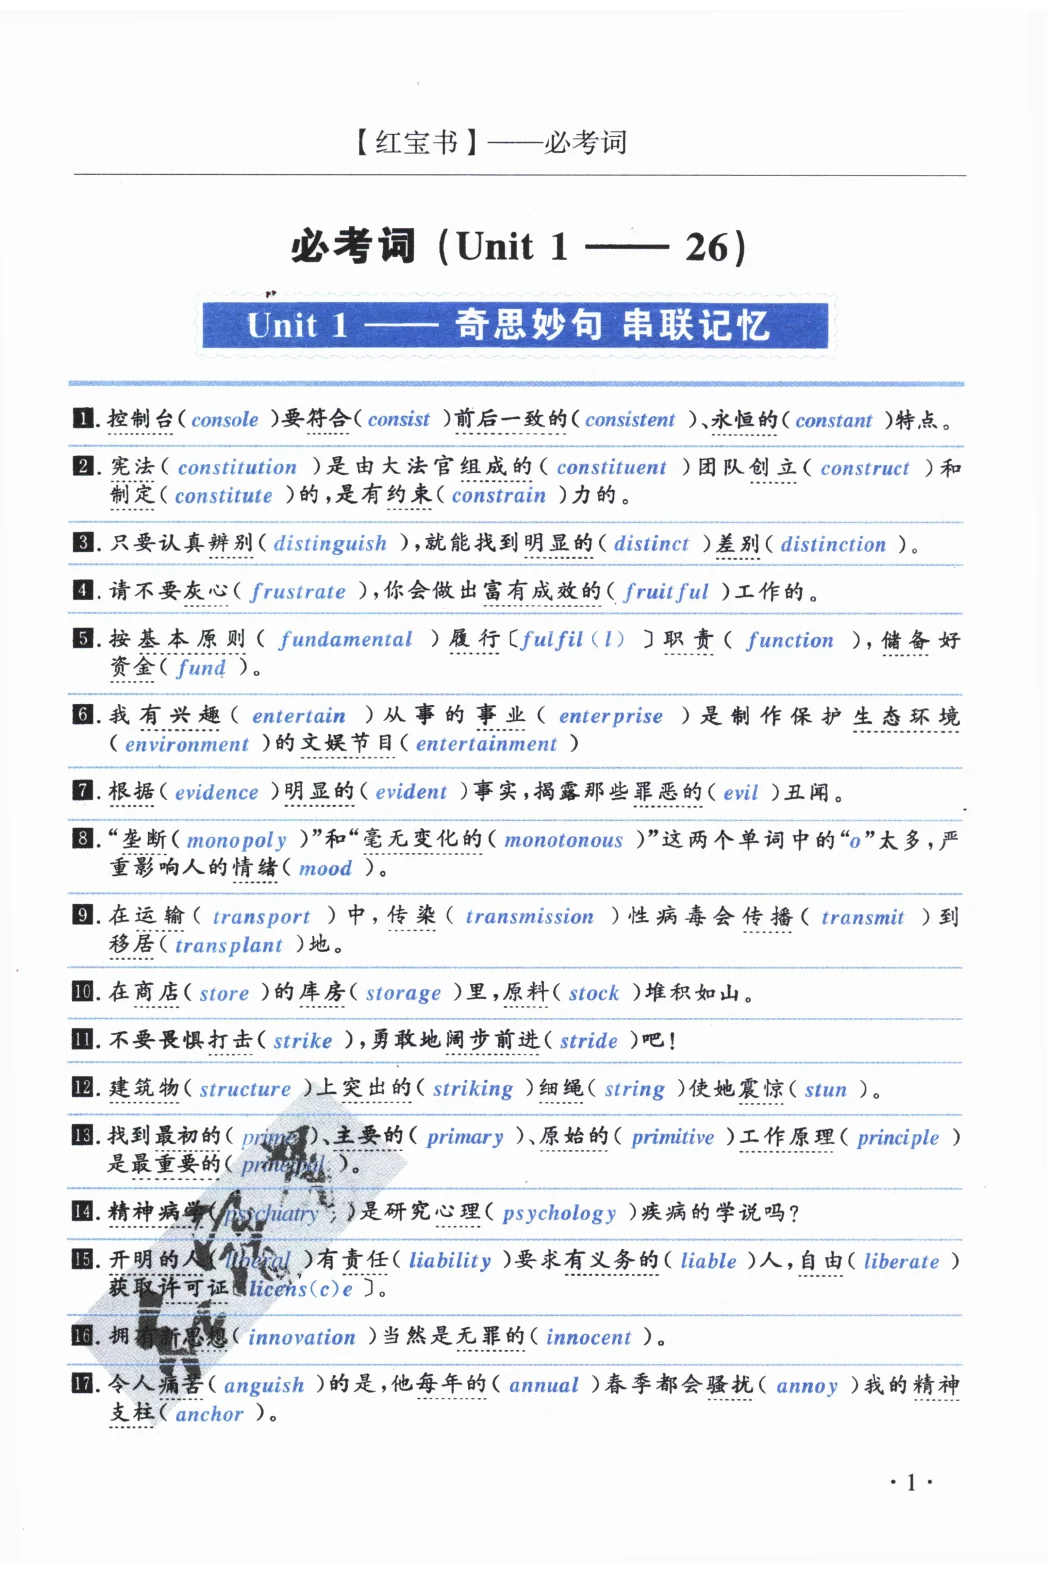 【红宝书】——必考词
必考词(Unit 1 —— 26)
Unit 1 —— 奇思妙句 串联记忆
1. 控制台( console )要符合( consist )前后一致的( consistent )、永恒的( constant )特点。
2. 宪法( constitution )是由大法官组成的( constituent )团队创立( construct )和
制定( constitute )的,是有约束( constrain )力的。
3. 只要认真辨别( distinguish ),就能找到明显的( distinct )差别( distinction )。
4. 请不要灰心( frustrate ),你会做出富有成效的( fruitful )工作的。
5. 按基本原则( fundamental )履行〔fulfil(l)〕职责( function ),储备好
资金( fund )。
6. 我有兴趣( entertain )从事的事业( enterprise )是制作保护生态环境
( environment )的文娱节目( entertainment )
7. 根据( evidence )明显的( evident )事实,揭露那些罪恶的( evil )丑闻。
8. “垄断( monopoly )”和“毫无变化的( monotonous )”这两个单词中的“o”太多,严
重影响人的情绪( mood )。
9. 在运输( transport )中,传染( transmission )性病毒会传播( transmit )到
移居( transplant )地。
10. 在商店( store )的库房( storage )里,原料( stock )堆积如山。
11. 不要畏惧打击( strike ),勇敢地阔步前进( stride )吧!
12. 建筑物( structure )上突出的( striking )细绳( string )使她震惊( stun )。
13. 找到最初的( prime )、主要的( primary )、原始的( primitive )工作原理( principle )
是最重要的( principal )。
14. 精神病学( psychiatry )是研究心理( psychology )疾病的学说吗?
15. 开明的人( liberal )有责任( liability )要求有义务的( liable )人,自由( liberate )
获取许可证〔licens(c)e〕。
16. 拥有新思想( innovation )当然是无罪的( innocent )。
17. 令人痛苦( anguish )的是,他每年的( annual )春季都会骚扰( annoy )我的精神
支柱( anchor )。
· 1 ·